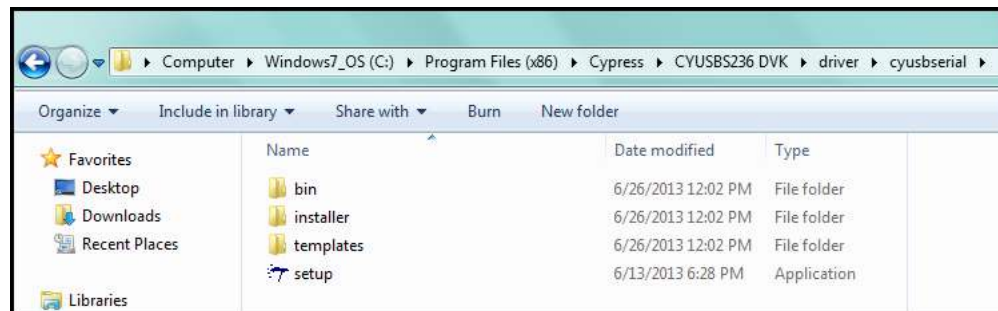 Computer Windows7_OS (C:) Program Files (x86) Cypress CYUSBS236 DVK driver cyusbserial
Organize Include in library Share with Burn New folder
Favorites
Desktop
Downloads
Recent Places
Libraries
Name Date modified Type
bin 6/26/2013 12:02 PM File folder
installer 6/26/2013 12:02 PM File folder
templates 6/26/2013 12:02 PM File folder
setup 6/13/2013 6:28 PM Application